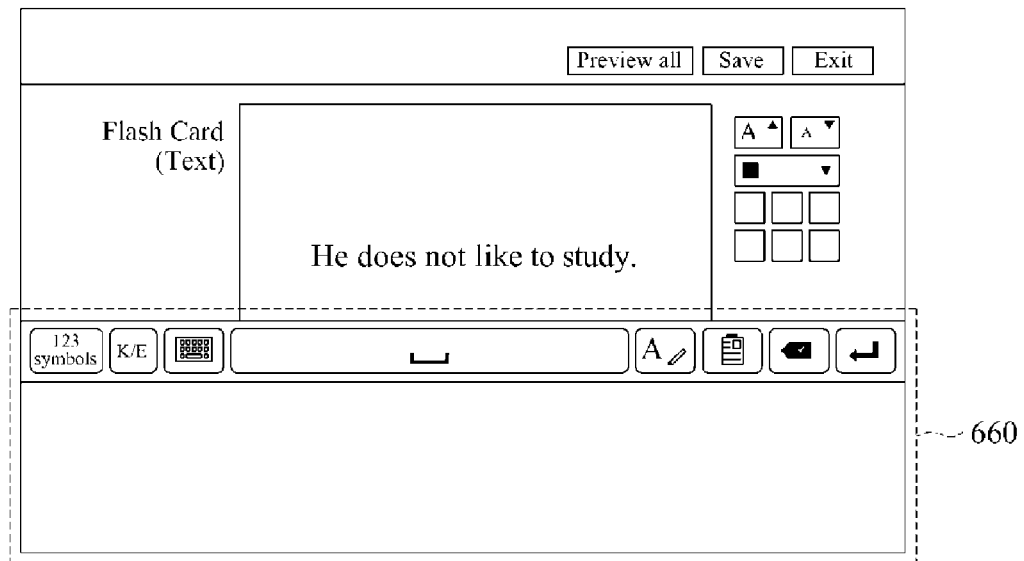 Preview all Save Exit
Flash Card
(Text)
A A
He does not like to study.
123
symbols
K/E
A
660